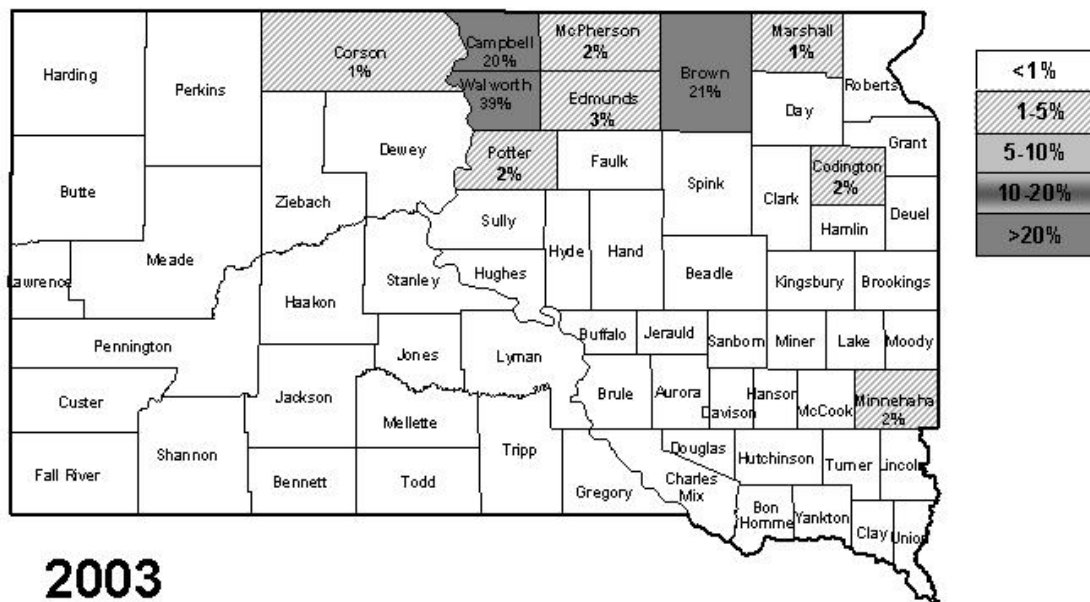 Harding
Perkins
Corson
1%
Campbell
20%
McPherson
2%
Brown
21%
Marshall
1%
Roberts
Walworth
39%
Edmunds
3%
Day
Grant
Butte
Ziebach
Dewey
Potter
2%
Faulk
Spink
Clark
Codington
2%
Deuel
Hamlin
Lawrence
Meade
Sully
Hyde
Hand
Stanley
Hughes
Beadle
Kingsbury
Brookings
Haakon
Pennington
Jones
Lyman
Buffalo
Jerauld
Sanborn
Miner
Lake
Moody
Custer
Jackson
Brule
Aurora
Davison
Hanson
McCook
Minnehaha
2%
Mellette
Shannon
Fall River
Bennett
Todd
Tripp
Gregory
Douglas
Charles
Mix
Hutchinson
Turner
Lincoln
Bon
Homme
Yankton
Clay
Union
<1%
1-5%
5-10%
10-20%
>20%
2003